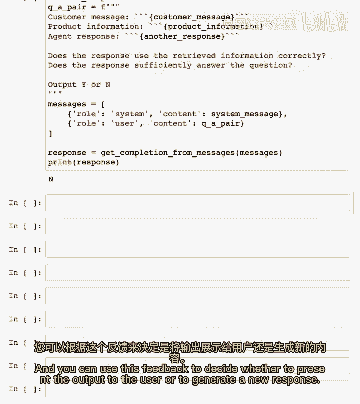 q_a_pair = f"""
Customer message: ```{customer_message}```
Product information: ```{product_information}```
Agent response: ```{another_response}```
Does the response use the retrieved information correctly?
Does the response sufficiently answer the question?
Output Y or N
"""
messages = [
{'role': 'system', 'content': system_message},
{'role': 'user', 'content': q_a_pair}
]
response = get_completion_from_messages(messages)
print(response)
N
In [ ]:
In [ ]:
In [ ]:
In [ ]:
In [ ]:
In [ ]:
In [ ]:
In [ ]:
您可以根据这个反馈来决定是将输出展示给用户还是生成新的内
容。
And you can use this feedback to decide whether to prese
nt the output to the user or to generate a new response.